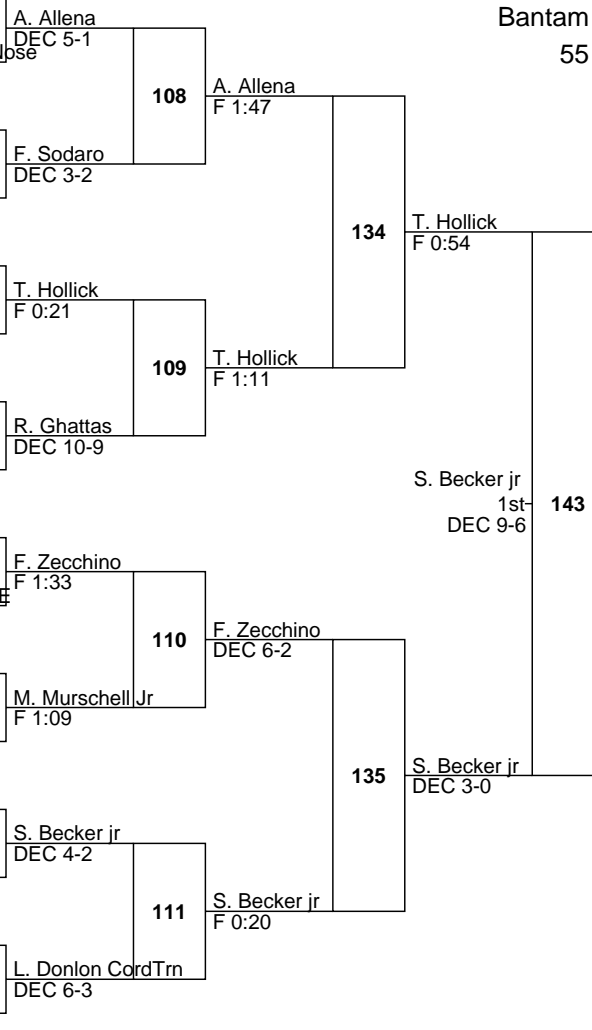 Bantam
55
A. Allena
DEC 5-1
108
A. Allena
F 1:47
F. Sodaro
DEC 3-2
134
T. Hollick
F 0:54
T. Hollick
F 0:21
109
T. Hollick
F 1:11
R. Ghattas
DEC 10-9
S. Becker jr
1st
DEC 9-6
143
F. Zecchino
F 1:33
E
110
F. Zecchino
DEC 6-2
M. Murschell Jr
F 1:09
135
S. Becker jr
DEC 3-0
S. Becker jr
DEC 4-2
111
S. Becker jr
F 0:20
L. Donlon CordTrn
DEC 6-3